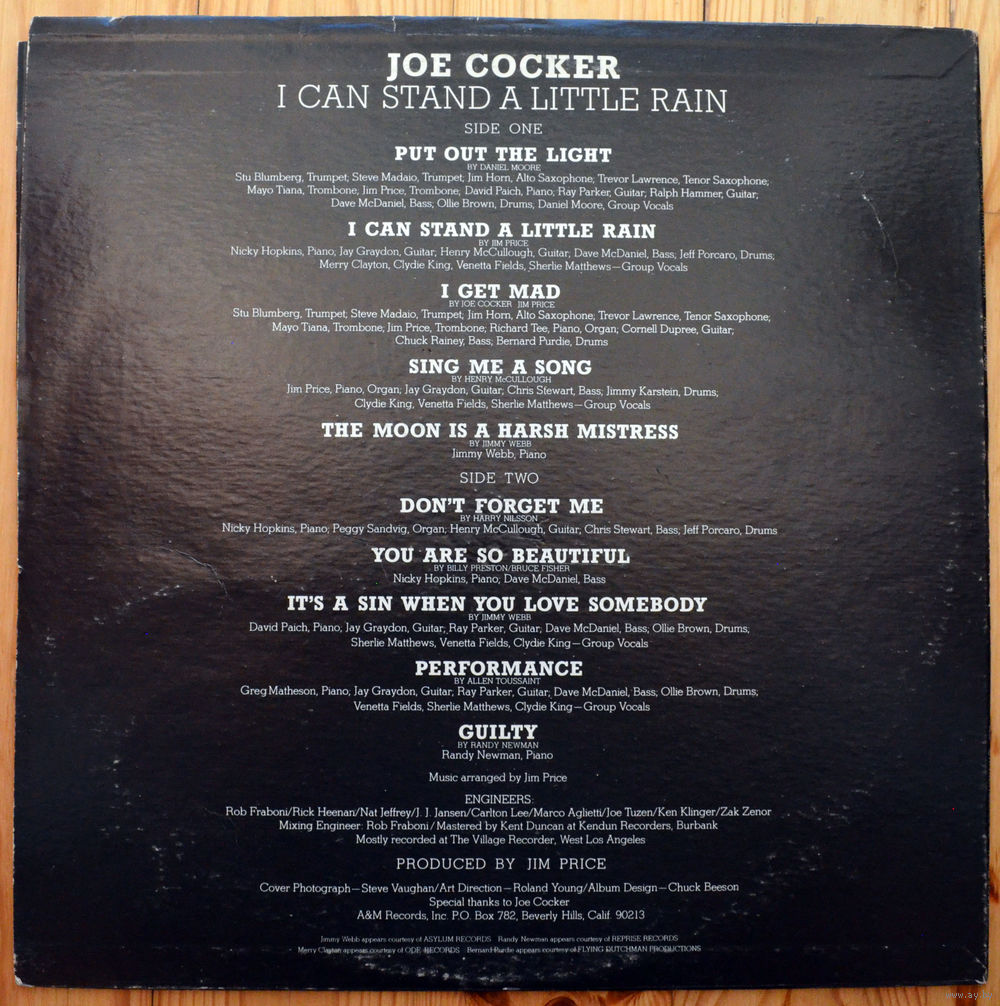 JOE COCKER
I CAN STAND A LITTLE RAIN
SIDE ONE
PUT OUT THE LIGHT
BY DANIEL MOORE
Stu Blumberg, Trumpet; Steve Madaio, Trumpet; Jim Horn, Alto Saxophone; Trevor Lawrence, Tenor Saxophone;
Mayo Tiana, Trombone; Jim Price, Trombone; David Paich, Piano; Ray Parker, Guitar; Ralph Hammer, Guitar;
Dave McDaniel, Bass; Ollie Brown, Drums, Daniel Moore, Group Vocals
I CAN STAND A LITTLE RAIN
BY JIM PRICE
Nicky Hopkins, Piano; Jay Graydon, Guitar; Henry McCullough, Guitar; Dave McDaniel, Bass; Jeff Porcaro, Drums;
Merry Clayton, Clydie King, Venetta Fields, Sherlie Matthews—Group Vocals
I GET MAD
BY JOE COCKER JIM PRICE
Stu Blumberg, Trumpet; Steve Madaio, Trumpet; Jim Horn, Alto Saxophone; Trevor Lawrence, Tenor Saxophone;
Mayo Tiana, Trombone; Jim Price, Trombone; Richard Tee, Piano, Organ; Cornell Dupree, Guitar;
Chuck Rainey, Bass; Bernard Purdie, Drums
SING ME A SONG
BY HENRY McCULLOUGH
Jim Price, Piano, Organ; Jay Graydon, Guitar; Chris Stewart, Bass; Jimmy Karstein, Drums;
Clydie King, Venetta Fields, Sherlie Matthews—Group Vocals
THE MOON IS A HARSH MISTRESS
BY JIMMY WEBB
Jimmy Webb, Piano
SIDE TWO
DON'T FORGET ME
BY HARRY NILSSON
Nicky Hopkins, Piano; Peggy Sandvig, Organ; Henry McCullough, Guitar; Chris Stewart, Bass; Jeff Porcaro, Drums
YOU ARE SO BEAUTIFUL
BY BILLY PRESTON/BRUCE FISHER
Nicky Hopkins, Piano; Dave McDaniel, Bass
IT'S A SIN WHEN YOU LOVE SOMEBODY
BY JIMMY WEBB
David Paich, Piano; Jay Graydon, Guitar; Ray Parker, Guitar; Dave McDaniel, Bass; Ollie Brown, Drums;
Sherlie Matthews, Venetta Fields, Clydie King—Group Vocals
PERFORMANCE
BY ALLEN TOUSSAINT
Greg Matheson, Piano; Jay Graydon, Guitar; Ray Parker, Guitar; Dave McDaniel, Bass; Ollie Brown, Drums;
Venetta Fields, Sherlie Matthews, Clydie King—Group Vocals
GUILTY
BY RANDY NEWMAN
Randy Newman, Piano
Music arranged by Jim Price
ENGINEERS:
Rob Fraboni/Rick Heenan/Nat Jeffrey/J. J. Jansen/Carlton Lee/Marco Aglietti/Joe Tuzen/Ken Klinger/Zak Zenor
Mixing Engineer: Rob Fraboni/Mastered by Kent Duncan at Kendun Recorders, Burbank
Mostly recorded at The Village Recorder, West Los Angeles
PRODUCED BY JIM PRICE
Cover Photograph—Steve Vaughan/Art Direction—Roland Young/Album Design—Chuck Beeson
Special thanks to Joe Cocker
A&M Records, Inc. P.O. Box 782, Beverly Hills, Calif. 90213
Jimmy Webb appears courtesy of ASYLUM RECORDS Randy Newman appears courtesy of REPRISE RECORDS
Merry Clayton appears courtesy of ODE RECORDS Bernard Purdie appears courtesy of FLYING DUTCHMAN PRODUCTIONS